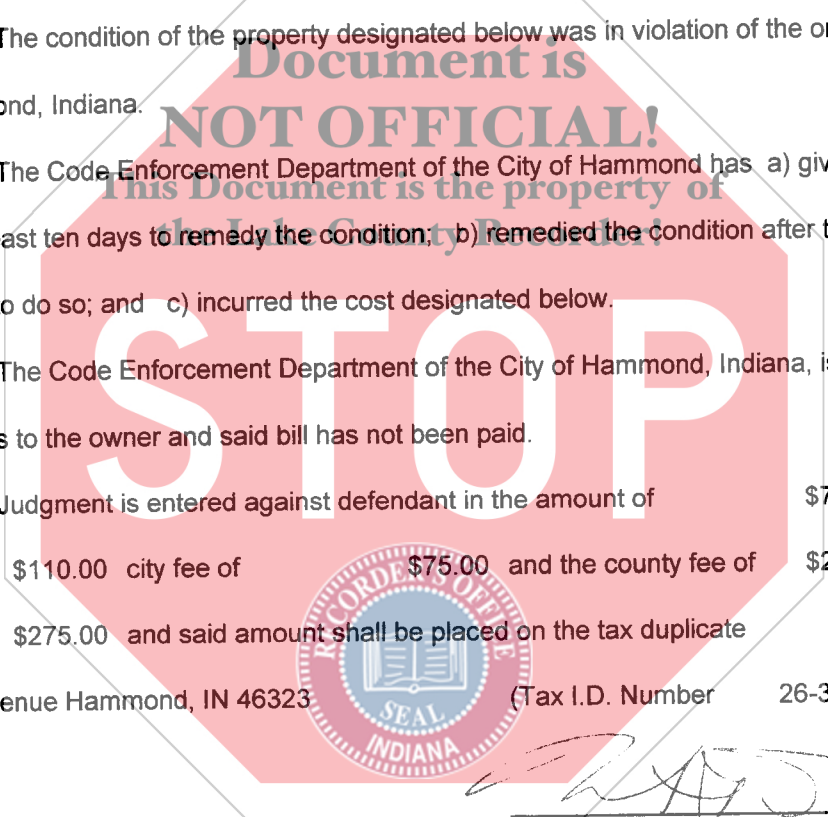 The condition of the property designated below was in violation of the or
Document is
ond, Indiana.
NOT OFFICIAL!
The Code Enforcement Department of the City of Hammond has a) giv
This Document is the property of
east ten days to remedy the condition; b) remedied the condition after t
the Lake County Recorder!
o do so; and c) incurred the cost designated below.
STOP
The Code Enforcement Department of the City of Hammond, Indiana, is
s to the owner and said bill has not been paid.
Judgment is entered against defendant in the amount of $7
$110.00 city fee of $75.00 and the county fee of $2
$275.00 and said amount shall be placed on the tax duplicate
enue Hammond, IN 46323 (Tax I.D. Number 26-3
RECORDER'S OFFICE
SEAL
INDIANA